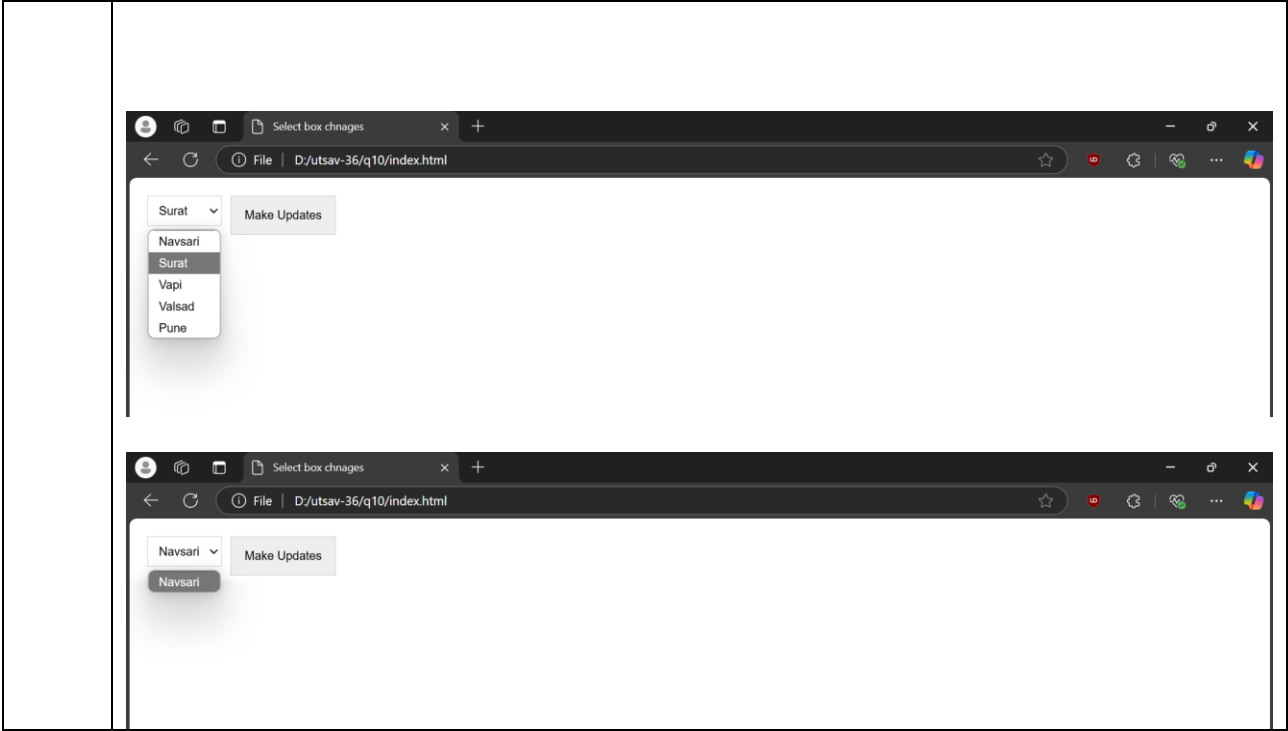 Select box chnages
File D:/utsav-36/q10/index.html
Surat
Make Updates
Navsari
Surat
Vapi
Valsad
Pune
Select box chnages
File D:/utsav-36/q10/index.html
Navsari
Make Updates
Navsari